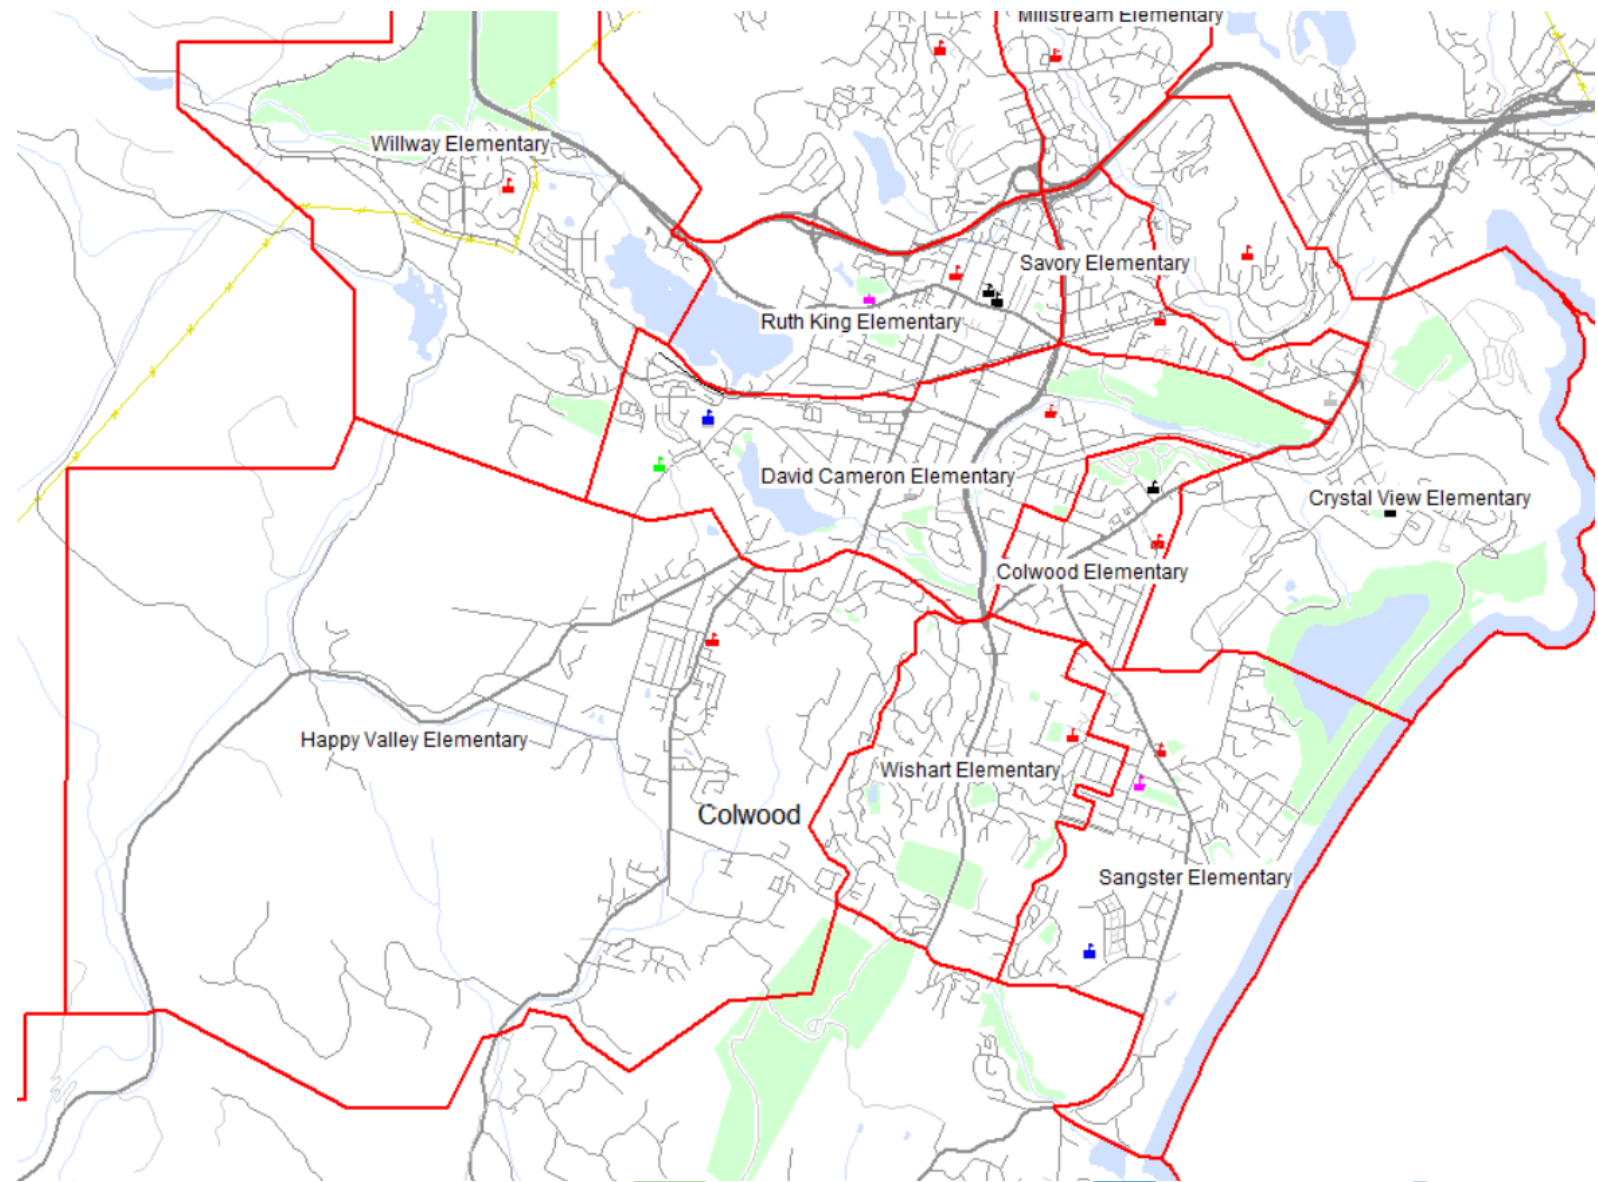 Millstream Elementary
Willway Elementary
Savory Elementary
Ruth King Elementary
David Cameron Elementary
Crystal View Elementary
Colwood Elementary
Happy Valley Elementary
Wishart Elementary
Colwood
Sangster Elementary